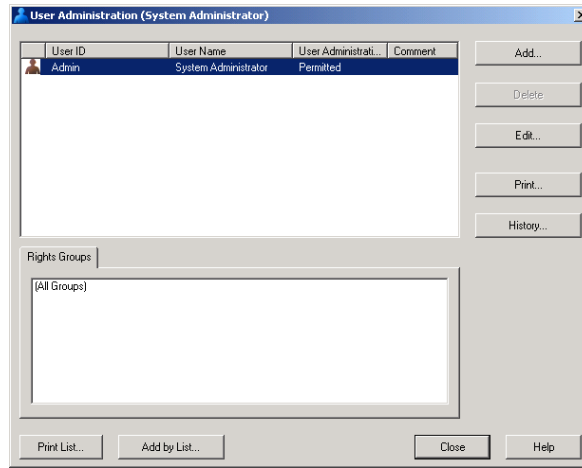 User Administration (System Administrator)
User ID User Name User Administrati... Comment
Admin System Administrator Permitted
Add...
Delete
Edit...
Print...
History...
Rights Groups
(All Groups)
Print List... Add by List... Close Help